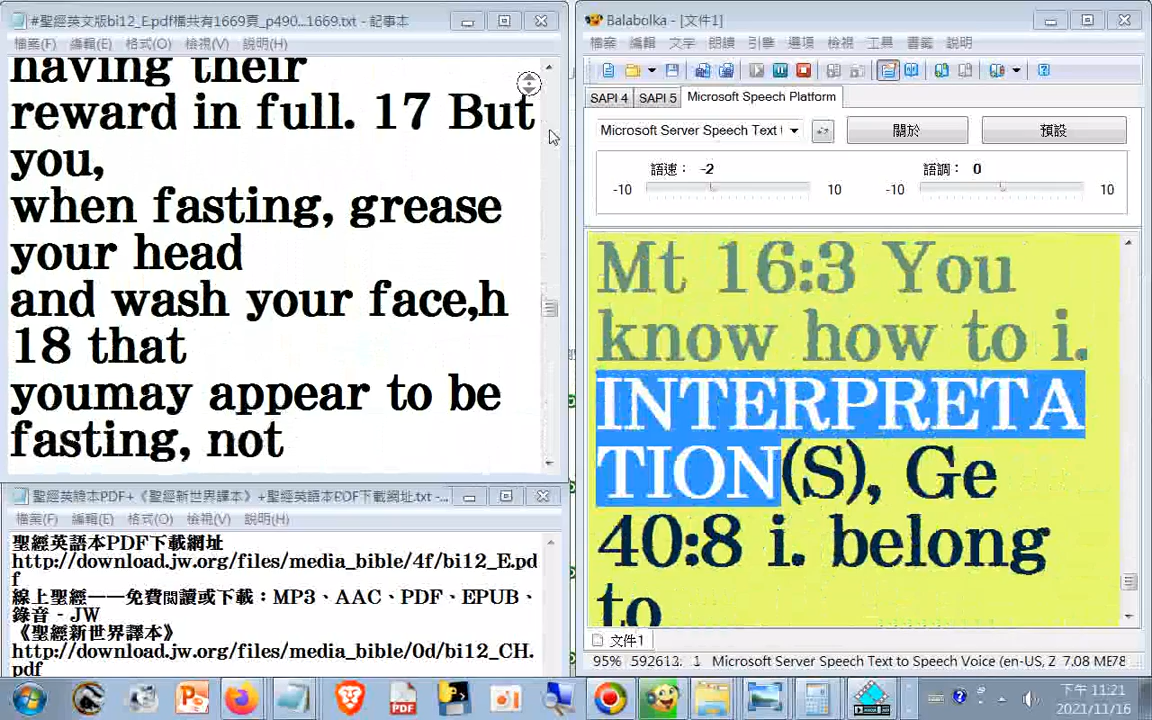 #聖經英文版bi12_E.pdf檔共有1669頁_p490...1669.txt - 記事本
檔案(F) 編輯(E) 格式(O) 檢視(V) 說明(H)
having their
reward in full. 17 But
you,
when fasting, grease
your head
and wash your face,h
18 that
youmay appear to be
fasting, not
聖經英語本PDF+《聖經新世界譯本》+聖經英語本PDF下載網址.txt -...
檔案(F) 編輯(E) 格式(O) 檢視(V) 說明(H)
聖經英語本PDF下載網址
http://download.jw.org/files/media_bible/4f/bi12_E.pd
f
線上聖經——免費閱讀或下載：MP3、AAC、PDF、EPUB、
錄音 - JW
《聖經新世界譯本》
http://download.jw.org/files/media_bible/0d/bi12_CH.
pdf
Balabolka - [文件1]
檔案 編輯 文字 朗讀 引擎 選項 檢視 工具 書籤 說明
SAPI 4 SAPI 5 Microsoft Speech Platform
Microsoft Server Speech Text 關於 預設
語速： -2 語調： 0
-10 10 -10 10
Mt 16:3 You
know how to i.
INTERPRETA
TION(S), Ge
40:8 i. belong
to
文件1
95% 592613: 1 Microsoft Server Speech Text to Speech Voice (en-US, Z 7.08 ME78
PDF
下午 11:21
2021/11/16